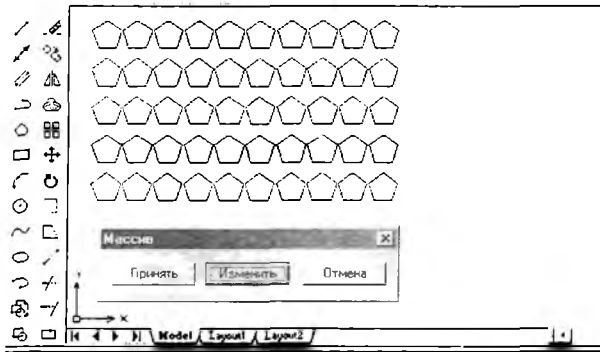 Массив
Принять Изменить Отмена
Y
X
Model Layout1 Layout2